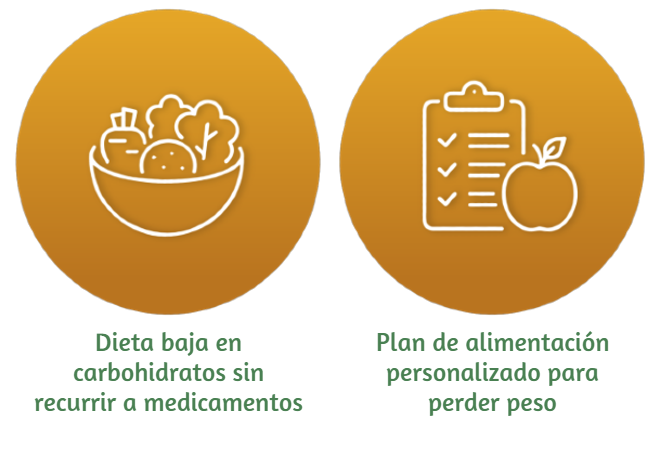 Dieta baja en
carbohidratos sin
recurrir a medicamentos
Plan de alimentación
personalizado para
perder peso